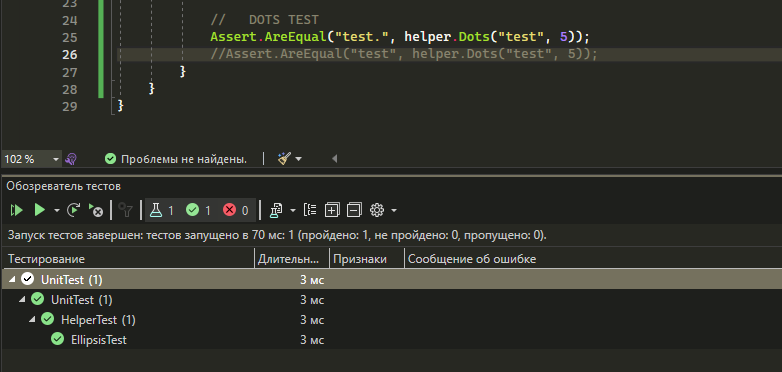 23
24 // DOTS TEST
25 Assert.AreEqual("test.", helper.Dots("test", 5));
26 //Assert.AreEqual("test", helper.Dots("test", 5));
27 }
28 }
29 }
102 % Проблемы не найдены.
Обозреватель тестов
1 1 0
Запуск тестов завершен: тестов запущено в 70 мс: 1 (пройдено: 1, не пройдено: 0, пропущено: 0).
Тестирование Длительн... Признаки Сообщение об ошибке
UnitTest (1) 3 мс
UnitTest (1) 3 мс
HelperTest (1) 3 мс
EllipsisTest 3 мс